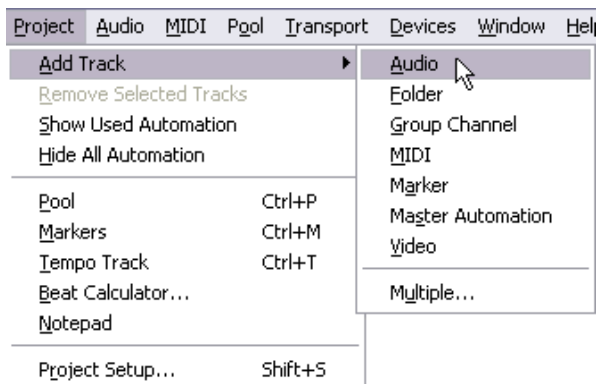 Project Audio MIDI Pool Transport Devices Window
Add Track
Remove Selected Tracks
Show Used Automation
Hide All Automation
Pool Ctrl+P
Markers Ctrl+M
Tempo Track Ctrl+T
Beat Calculator...
Notepad
Project Setup... Shift+S
Audio
Folder
Group Channel
MIDI
Marker
Master Automation
Video
Multiple...